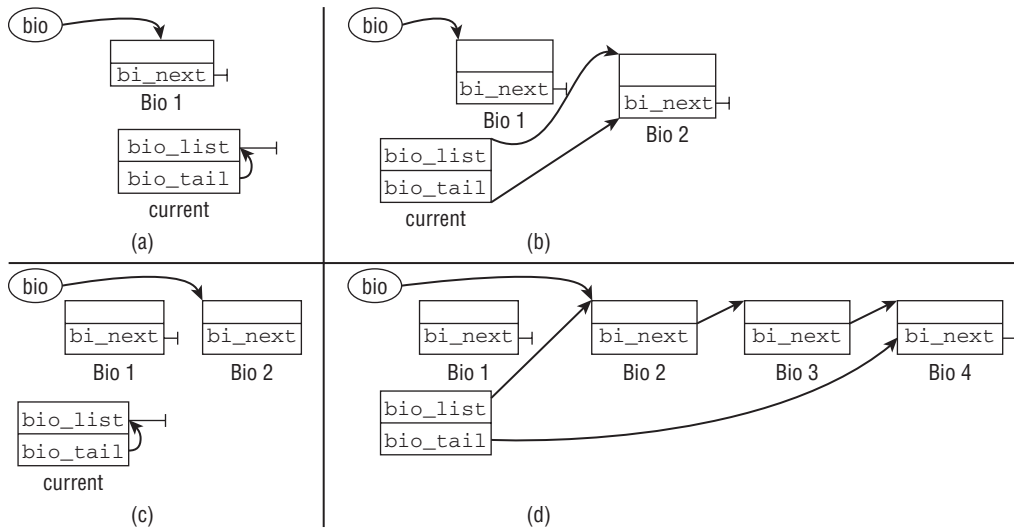 bio
bi_next
Bio 1
bio_list
bio_tail
current
(a)
bio
bi_next
Bio 1
bi_next
Bio 2
bio_list
bio_tail
current
(b)
bio
bi_next
Bio 1
bi_next
Bio 2
bio_list
bio_tail
current
(c)
bio
bi_next
Bio 1
bi_next
Bio 2
bi_next
Bio 3
bi_next
Bio 4
bio_list
bio_tail
(d)